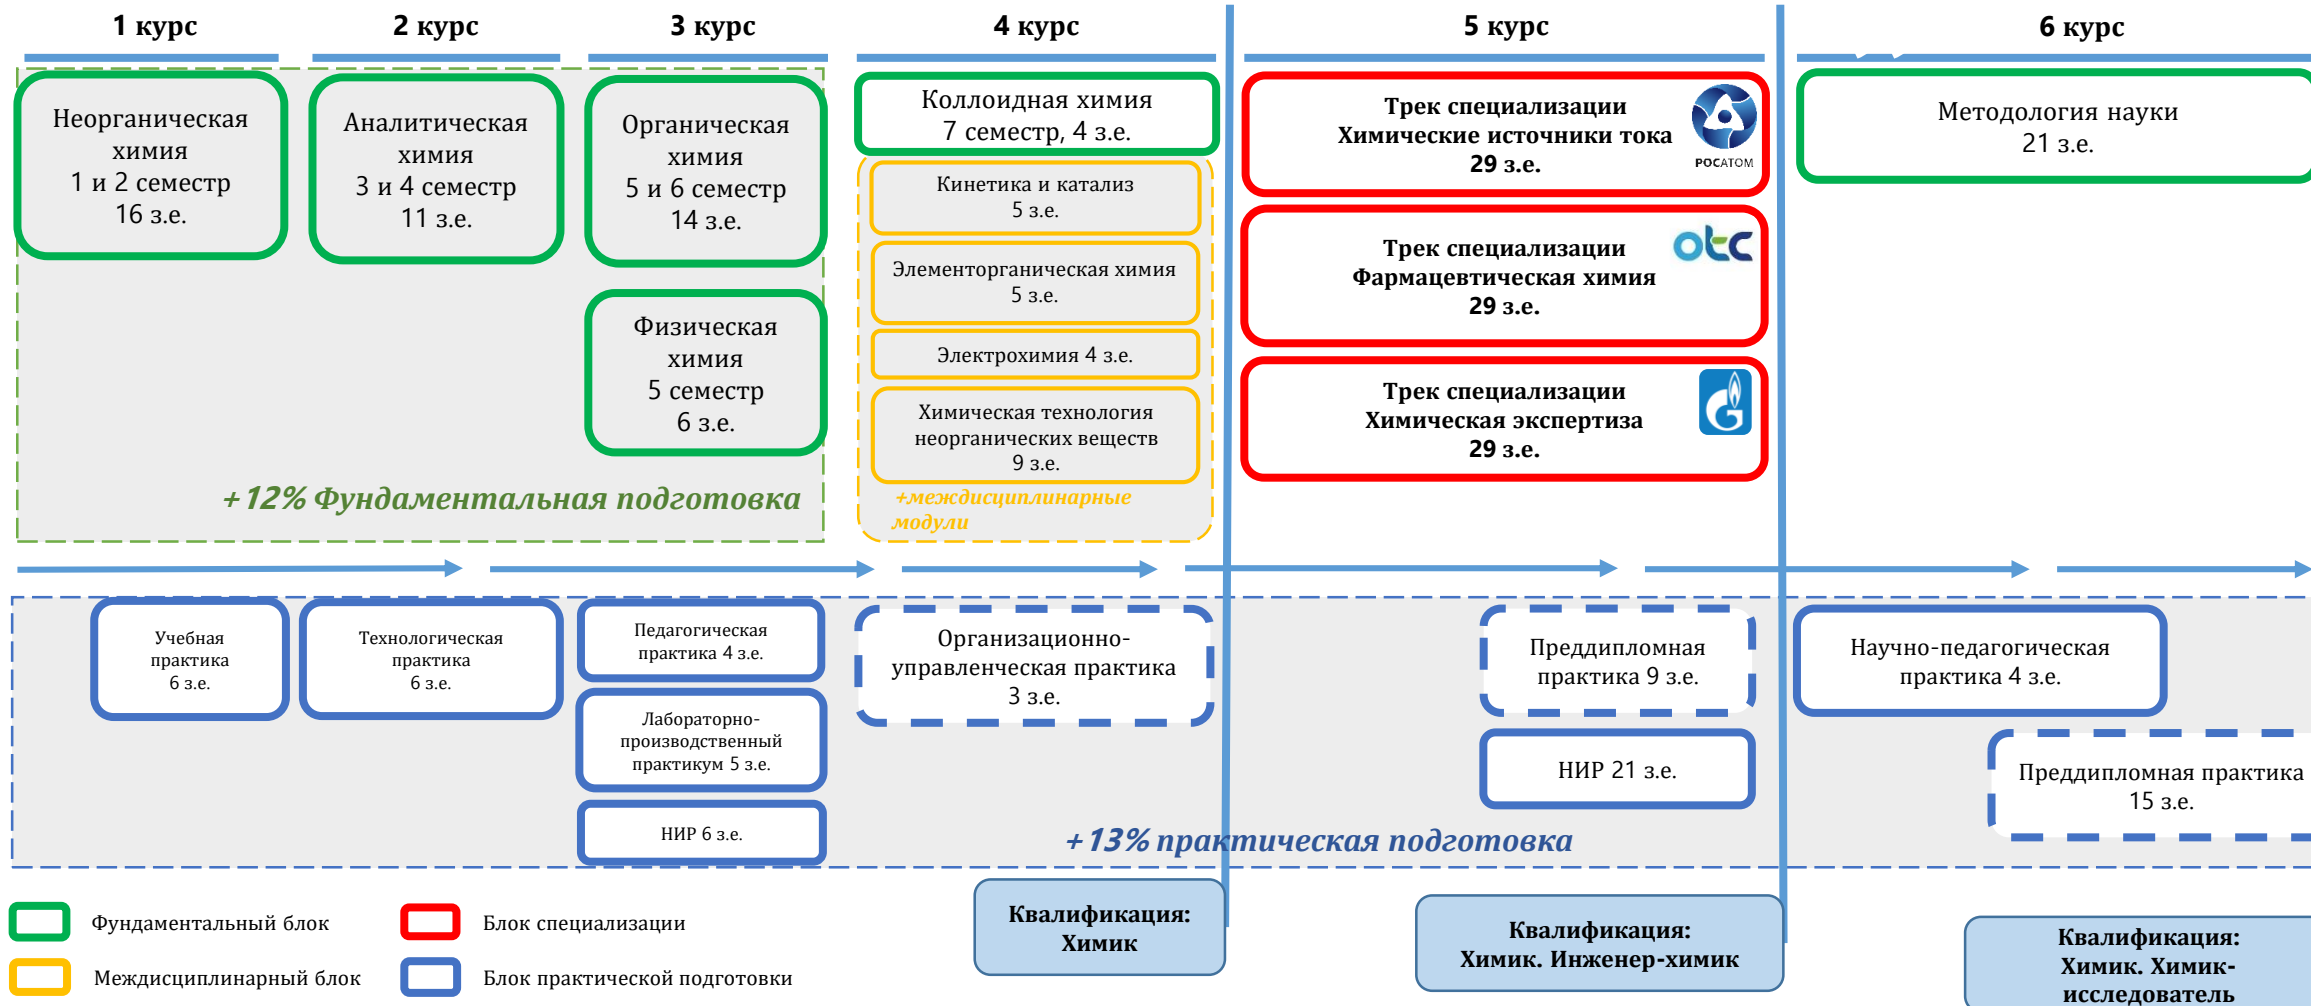 1 курс
2 курс
3 курс
4 курс
5 курс
6 курс
Неорганическая
химия
1 и 2 семестр
16 з.е.
Аналитическая
химия
3 и 4 семестр
11 з.е.
Органическая
химия
5 и 6 семестр
14 з.е.
Физическая
химия
5 семестр
6 з.е.
+12% Фундаментальная подготовка
Коллоидная химия
7 семестр, 4 з.е.
Кинетика и катализ
5 з.е.
Элементорганическая химия
5 з.е.
Электрохимия 4 з.е.
Химическая технология
неорганических веществ
9 з.е.
+междисциплинарные
модули
Трек специализации
Химические источники тока
29 з.е.
РОСАТОМ
Трек специализации
Фармацевтическая химия
29 з.е.
otc
Трек специализации
Химическая экспертиза
29 з.е.
Методология науки
21 з.е.
Учебная
практика
6 з.е.
Технологическая
практика
6 з.е.
Педагогическая
практика 4 з.е.
Лабораторно-
производственный
практикум 5 з.е.
НИР 6 з.е.
Организационно-
управленческая практика
3 з.е.
Преддипломная
практика 9 з.е.
НИР 21 з.е.
Научно-педагогическая
практика 4 з.е.
Преддипломная практика
15 з.е.
+13% практическая подготовка
Фундаментальный блок
Междисциплинарный блок
Блок специализации
Блок практической подготовки
Квалификация:
Химик
Квалификация:
Химик. Инженер-химик
Квалификация:
Химик. Химик-
исследователь